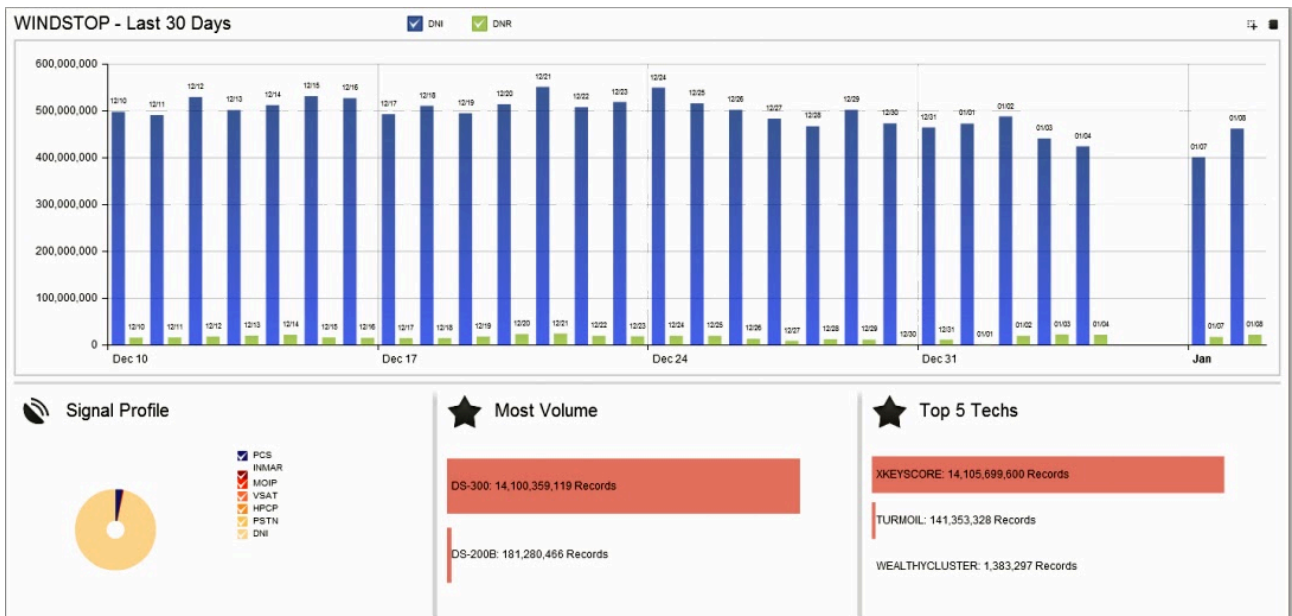 WINDSTOP - Last 30 Days
DNI DNR
600,000,000
500,000,000
400,000,000
300,000,000
200,000,000
100,000,000
0
12/10 12/11 12/12 12/13 12/14 12/15 12/16 12/17 12/18 12/19 12/20 12/21 12/22 12/23 12/24 12/25 12/26 12/27 12/28 12/29 12/30 12/31 01/01 01/02 01/03 01/04 01/07 01/08
12/10 12/11 12/12 12/13 12/14 12/15 12/16 12/17 12/18 12/19 12/20 12/21 12/22 12/23 12/24 12/25 12/26 12/27 12/28 12/29 12/30 12/31 01/01 01/02 01/03 01/04 01/07 01/08
Dec 10 Dec 17 Dec 24 Dec 31 Jan
Signal Profile
PCS
INMAR
MOIP
VSAT
HPCP
PSTN
DNI
Most Volume
DS-300: 14,100,359,119 Records
DS-200B: 181,280,466 Records
Top 5 Techs
XKEYSCORE: 14,105,699,600 Records
TURMOIL: 141,353,328 Records
WEALTHYCLUSTER: 1,383,297 Records